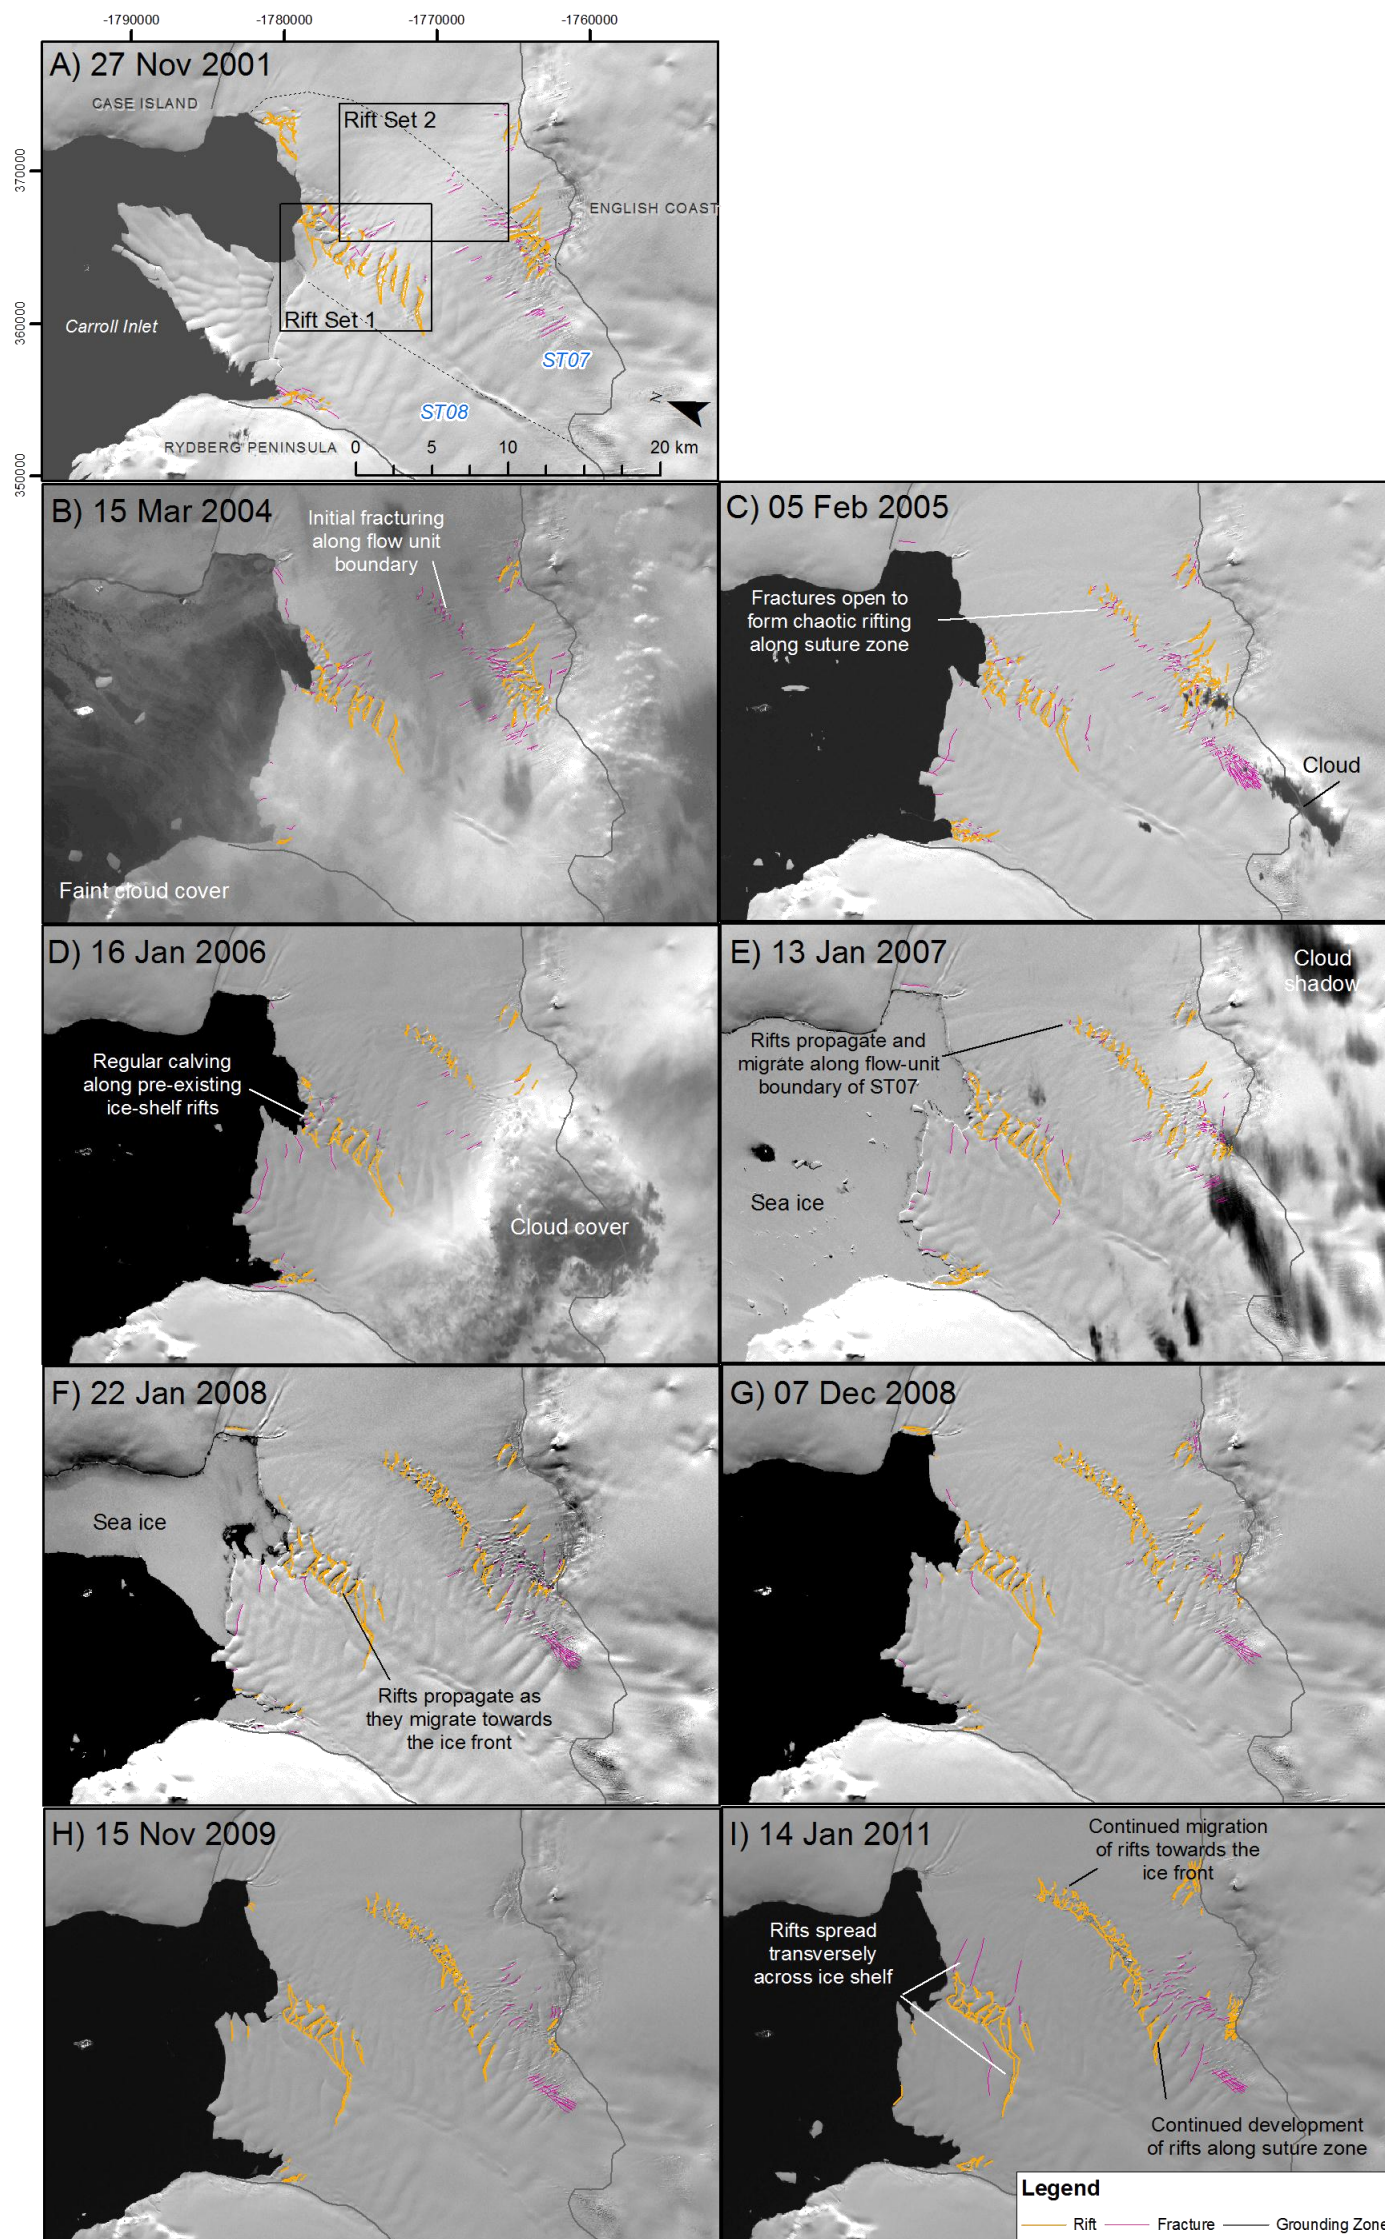 -1790000 -1780000 -1770000 -1760000
A) 27 Nov 2001
CASE ISLAND
Rift Set 2
370000
ENGLISH COAST
Rift Set 1
360000
Carroll Inlet
ST07
ST08
N
RYDBERG PENINSULA
0 5 10 20 km
350000
B) 15 Mar 2004
Initial fracturing
along flow unit
boundary
Faint cloud cover
C) 05 Feb 2005
Fractures open to
form chaotic rifting
along suture zone
Cloud
D) 16 Jan 2006
Regular calving
along pre-existing
ice-shelf rifts
Cloud cover
E) 13 Jan 2007
Cloud
shadow
Rifts propagate and
migrate along flow-unit
boundary of ST07
Sea ice
F) 22 Jan 2008
Sea ice
Rifts propagate as
they migrate towards
the ice front
G) 07 Dec 2008
H) 15 Nov 2009
I) 14 Jan 2011
Continued migration
of rifts towards the
ice front
Rifts spread
transversely
across ice shelf
Continued development
of rifts along suture zone
Legend
Rift Fracture Grounding Zone